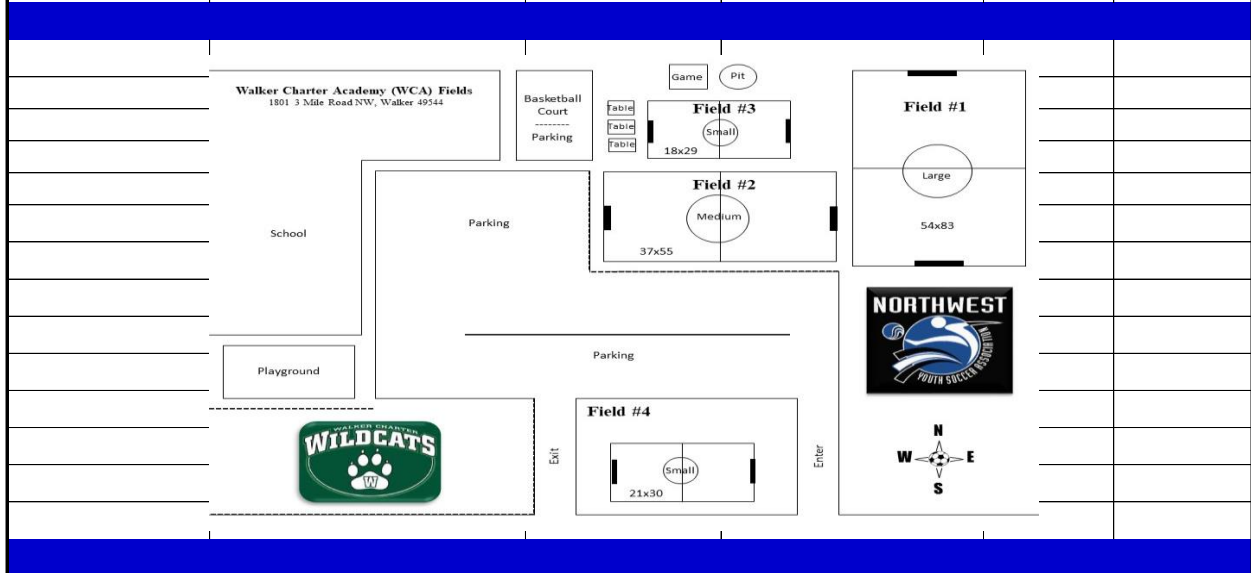 Walker Charter Academy (WCA) Fields
1801 3 Mile Road NW, Walker 49544
Basketball
Court
--------
Parking
Game
Pit
Table
Table
Table
Field #3
Small
18x29
Field #1
Large
54x83
Field #2
Medium
37x55
School
Parking
NORTHWEST
YOUTH SOCCER ASSOCIATION
Parking
Playground
WALKER CHARTER
WILDCATS
W
Exit
Field #4
Small
21x30
Enter
N
W
E
S